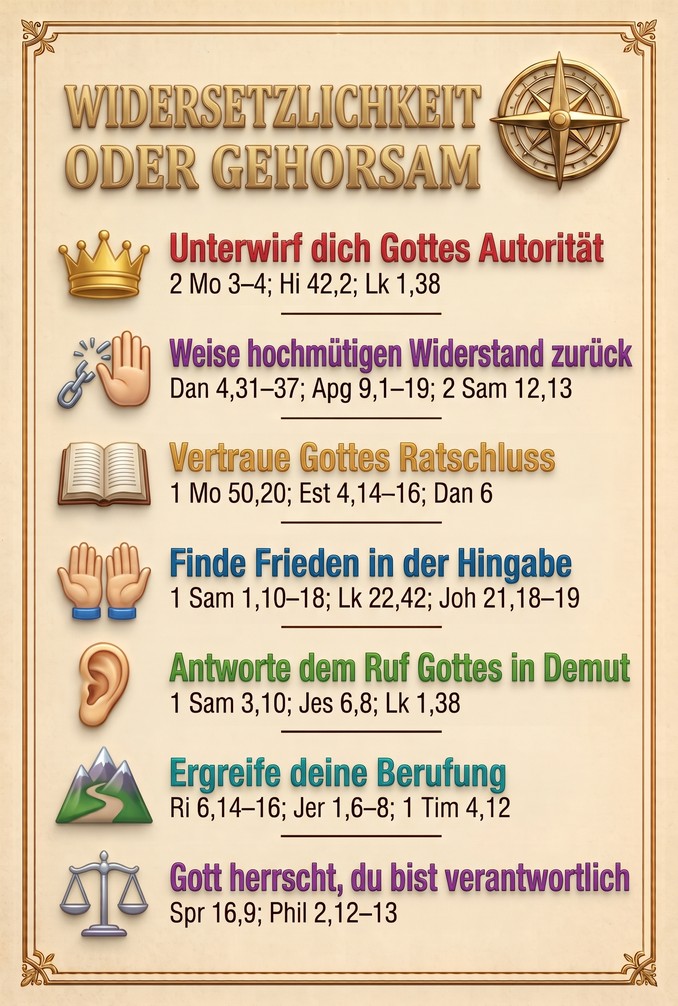 WIDERSETZLICHKEIT
ODER GEHORSAM
Unterwirf dich Gottes Autorität
2 Mo 3–4; Hi 42,2; Lk 1,38
Weise hochmütigen Widerstand zurück
Dan 4,31–37; Apg 9,1–19; 2 Sam 12,13
Vertraue Gottes Ratschluss
1 Mo 50,20; Est 4,14–16; Dan 6
Finde Frieden in der Hingabe
1 Sam 1,10–18; Lk 22,42; Joh 21,18–19
Antworte dem Ruf Gottes in Demut
1 Sam 3,10; Jes 6,8; Lk 1,38
Ergreife deine Berufung
Ri 6,14–16; Jer 1,6–8; 1 Tim 4,12
Gott herrscht, du bist verantwortlich
Spr 16,9; Phil 2,12–13